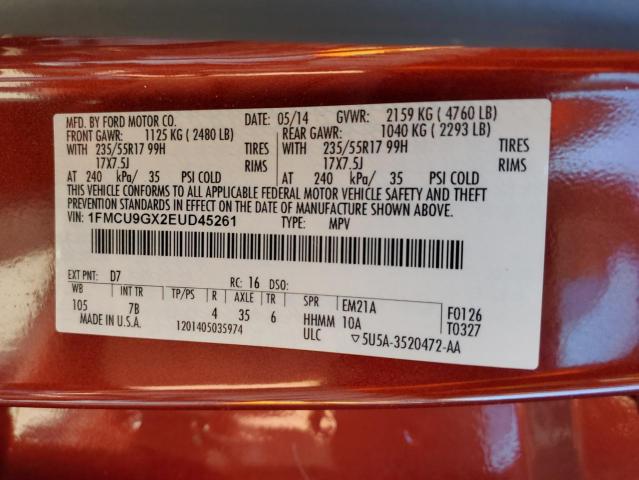 MFD. BY FORD MOTOR CO. DATE: 05/14 GVWR: 2159 KG ( 4760 LB)
FRONT GAWR: 1125 KG ( 2480 LB) REAR GAWR: 1040 KG ( 2293 LB)
WITH 235/55R17 99H TIRES WITH 235/55R17 99H TIRES
17X7.5J RIMS 17X7.5J RIMS
AT 240 kPa/ 35 PSI COLD AT 240 kPa/ 35 PSI COLD
THIS VEHICLE CONFORMS TO ALL APPLICABLE FEDERAL MOTOR VEHICLE SAFETY AND THEFT
PREVENTION STANDARDS IN EFFECT ON THE DATE OF MANUFACTURE SHOWN ABOVE.
VIN: 1FMCU9GX2EUD45261 TYPE: MPV
EXT PNT: D7 RC: 16 DSO:
WB INT TR TP/PS R AXLE TR SPR EM21A F0126
105 7B 4 35 6 HHMM 10A T0327
MADE IN U.S.A. 1201405035974 ULC ▽5U5A-3520472-AA